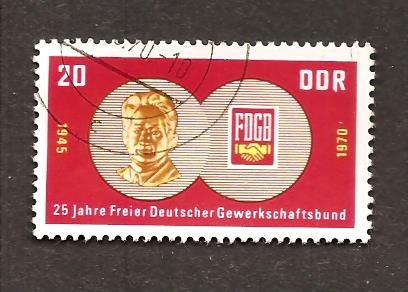 20 DDR
1945
FDGB
1970
25 Jahre Freier Deutscher Gewerkschaftsbund